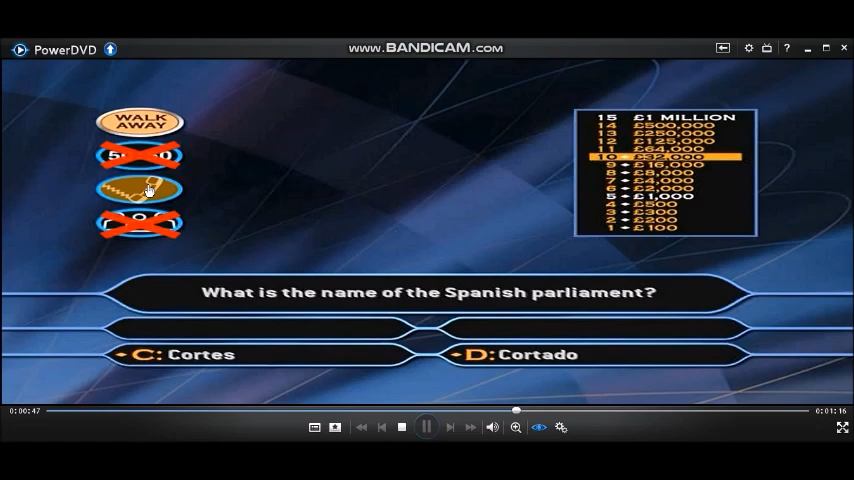 PowerDVD
www.BANDICAM.com
WALK
AWAY
15 £1 MILLION
14 £500,000
13 £250,000
12 £125,000
11 £64,000
10 £32,000
9 £16,000
8 £8,000
7 £4,000
6 £2,000
5 £1,000
4 £500
3 £300
2 £200
1 £100
What is the name of the Spanish parliament?
C: Cortes
D: Cortado
0:00:47
0:01:16